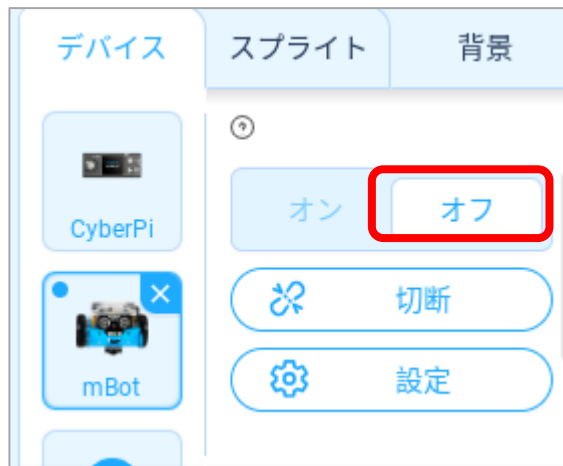 デバイス
スプライト
背景
CyberPi
mBot
オン
オフ
切断
設定